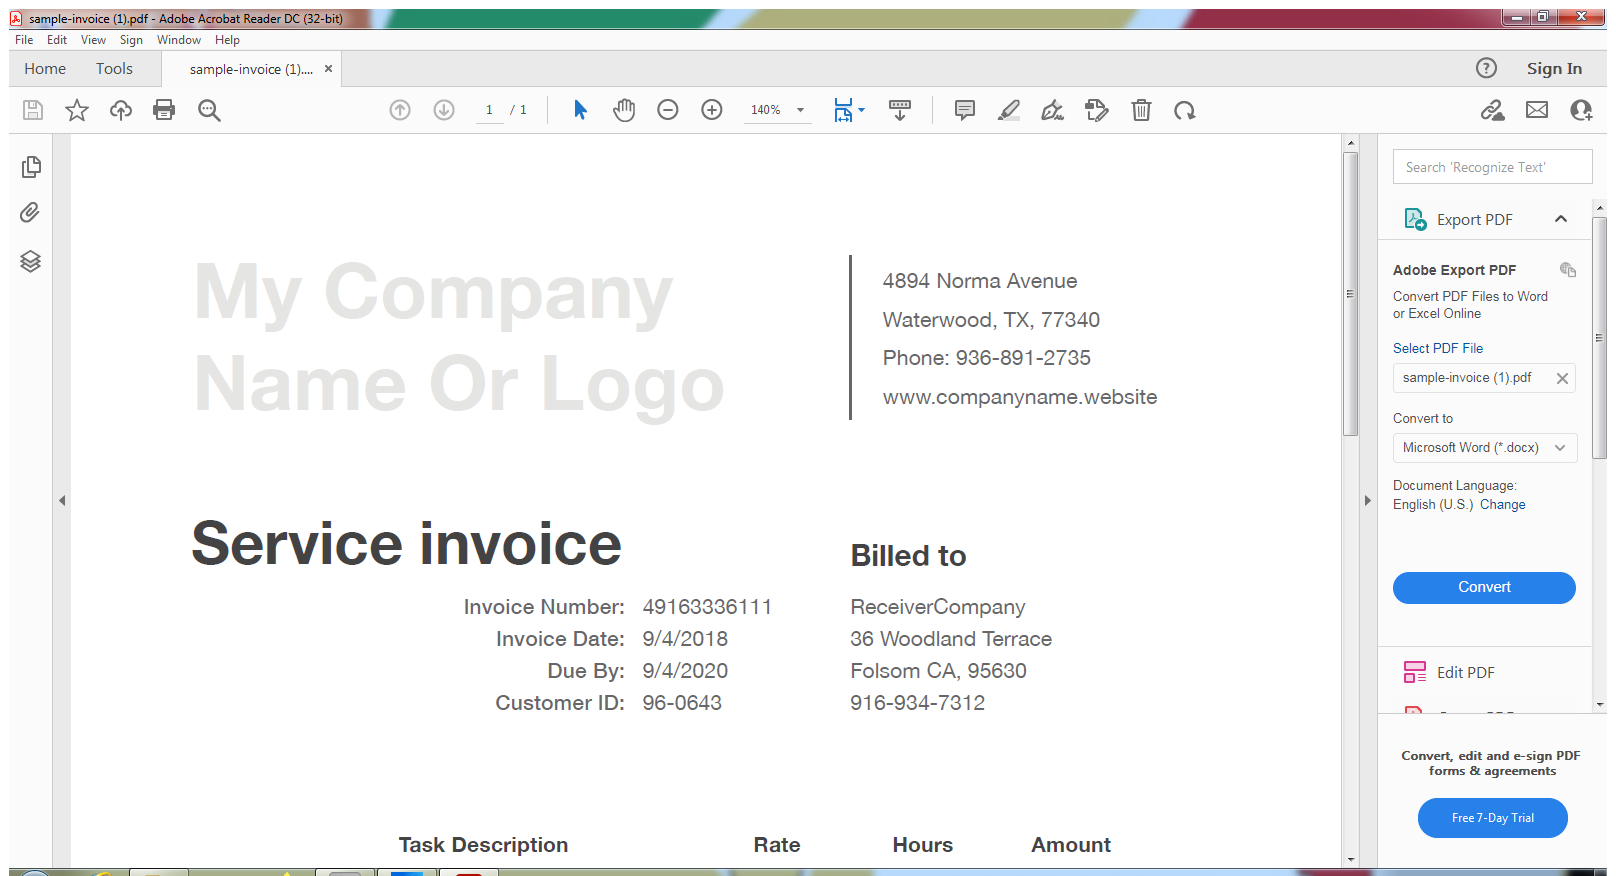 sample-invoice (1).pdf - Adobe Acrobat Reader DC (32-bit)
File Edit View Sign Window Help
Home Tools sample-invoice (1).... × ? Sign In
1 / 1 140%
My Company
Name Or Logo
4894 Norma Avenue
Waterwood, TX, 77340
Phone: 936-891-2735
www.companyname.website
Service invoice
Invoice Number: 49163336111
Invoice Date: 9/4/2018
Due By: 9/4/2020
Customer ID: 96-0643
Billed to
ReceiverCompany
36 Woodland Terrace
Folsom CA, 95630
916-934-7312
Task Description Rate Hours Amount
Search 'Recognize Text'
Export PDF
Adobe Export PDF
Convert PDF Files to Word
or Excel Online
Select PDF File
sample-invoice (1).pdf
Convert to
Microsoft Word (*.docx)
Document Language:
English (U.S.) Change
Convert
Edit PDF
Convert, edit and e-sign PDF
forms & agreements
Free 7-Day Trial